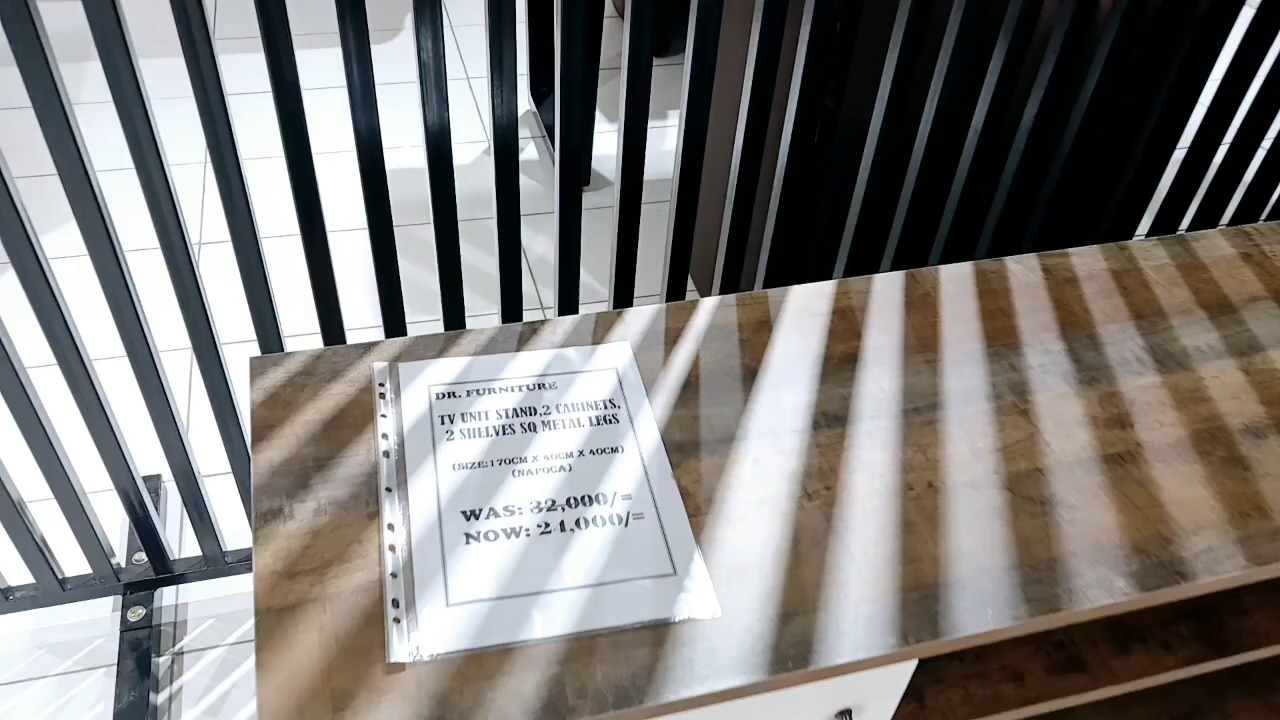 DR. FURNITURE
TV UNIT STAND,2 CABINETS,
2 SHELVES SQ METAL LEGS
(SIZE:170CM X 40CM X 40CM)
(NAPOCA)
WAS: 32,000/=
NOW: 24,000/=